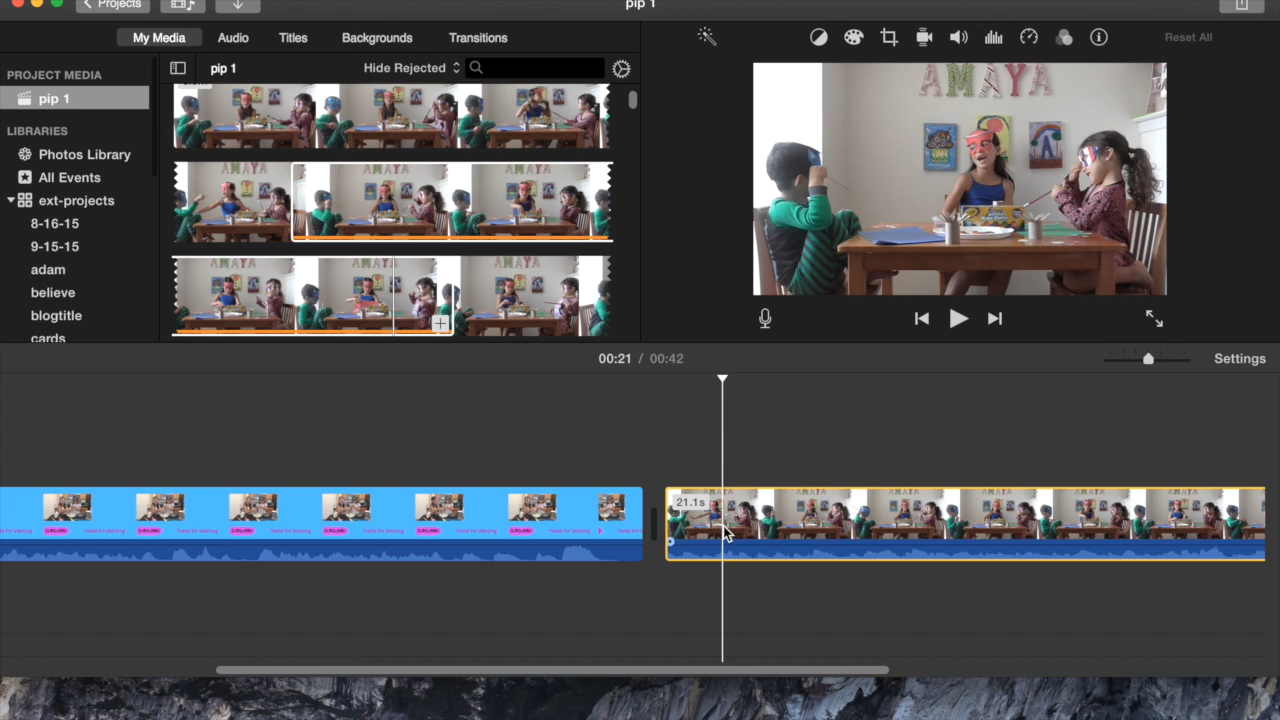 Projects
pip 1
My Media Audio Titles Backgrounds Transitions
Reset All
PROJECT MEDIA
pip 1
LIBRARIES
Photos Library
All Events
ext-projects
8-16-15
9-15-15
adam
believe
blogtitle
cards
pip 1 Hide Rejected
AMAYA
AMAYA
00:21 / 00:42
Settings
21.1s